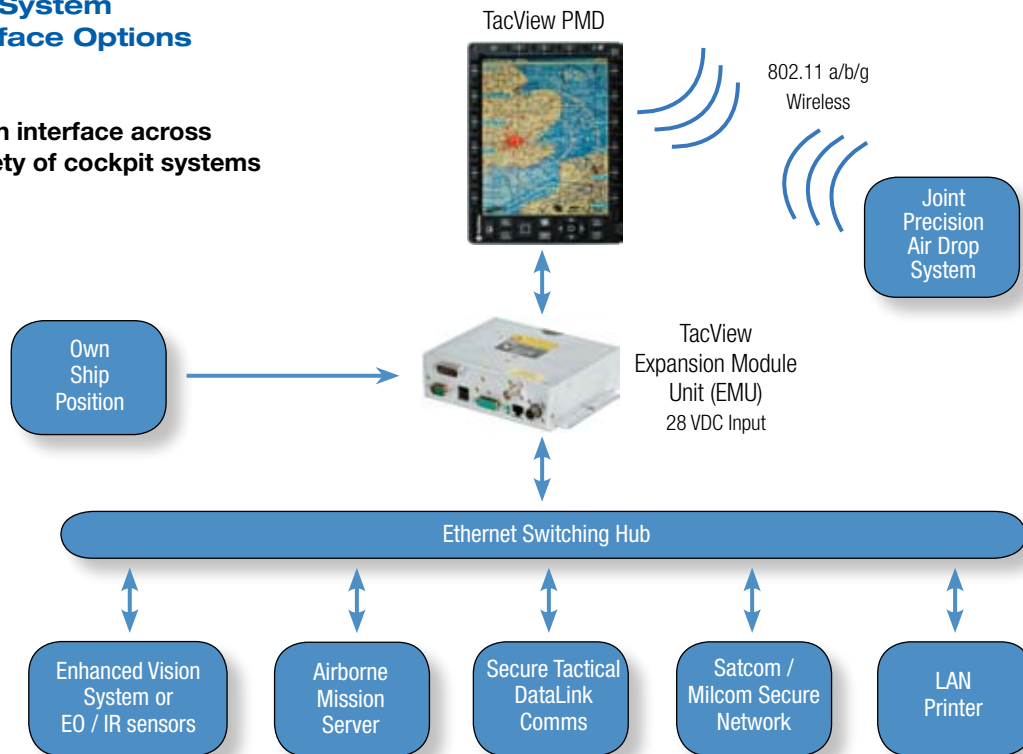 System
face Options
n interface across
ety of cockpit systems
TacView PMD
802.11 a/b/g
Wireless
Joint
Precision
Air Drop
System
Own
Ship
Position
TacView
Expansion Module
Unit (EMU)
28 VDC Input
Ethernet Switching Hub
Enhanced Vision
System or
EO / IR sensors
Airborne
Mission
Server
Secure Tactical
DataLink
Comms
Satcom /
Milcom Secure
Network
LAN
Printer